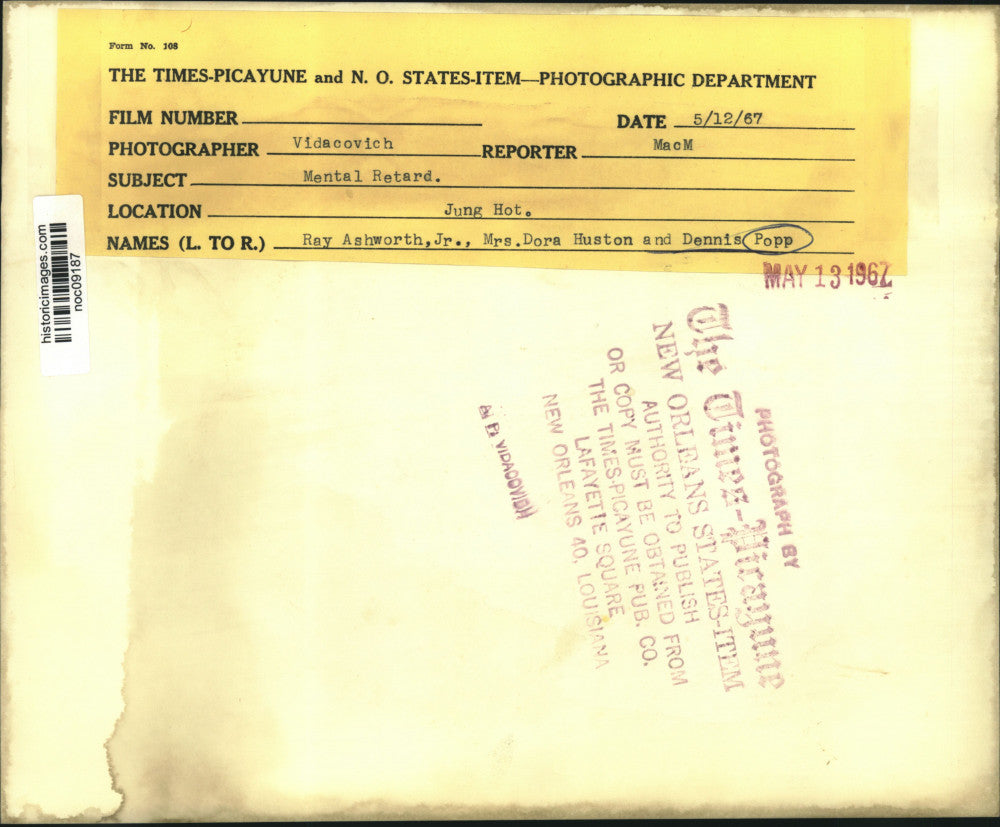 Form No. 108
THE TIMES-PICAYUNE and N. O. STATES-ITEM—PHOTOGRAPHIC DEPARTMENT
FILM NUMBER
DATE 5/12/67
PHOTOGRAPHER Vidacovich REPORTER MacM
SUBJECT Mental Retard.
LOCATION Jung Hot.
NAMES (L. TO R.) Ray Ashworth,Jr., Mrs.Dora Huston and Dennis Popp
MAY 13 1967
historicimages.com
noc09187
PHOTOGRAPH BY
The Times-Picayune
NEW ORLEANS STATES-ITEM
AUTHORITY TO PUBLISH
OR COPY MUST BE OBTAINED FROM
THE TIMES-PICAYUNE PUB. CO.
LAFAYETTE SQUARE
NEW ORLEANS 40, LOUISIANA
VIDACOVICH